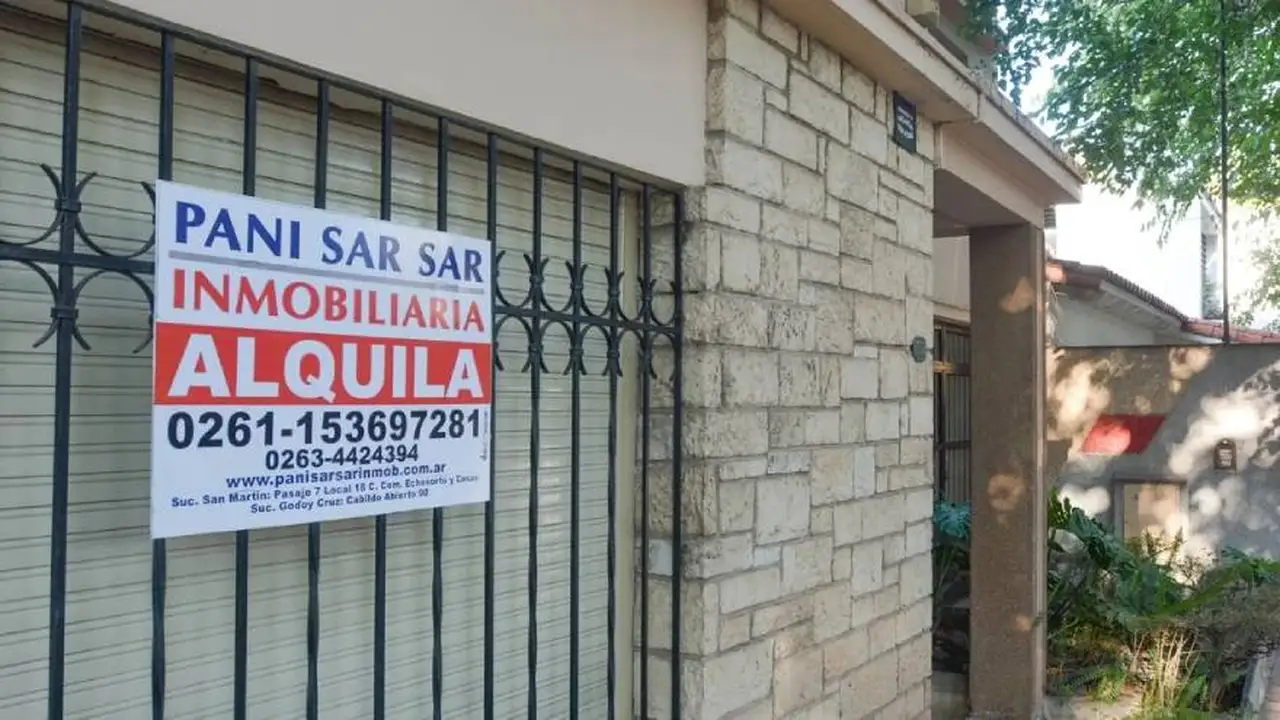 PANI SAR SAR
INMOBILIARIA
ALQUILA
0261-153697281
0263-4424394
www.panisarsarinmob.com.ar
Suc. San Martín: Pasaje 7 Local 18 C. Com. Echesortu y Casas
Suc. Godoy Cruz: Cabildo Abierto 90